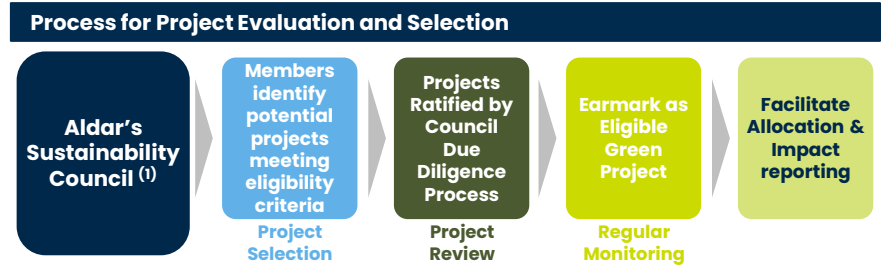 Process for Project Evaluation and Selection
Aldar's
Sustainability
Council (1)
Members
identify
potential
projects
meeting
eligibility
criteria
Project
Selection
Projects
Ratified by
Council
Due
Diligence
Process
Project
Review
Earmark as
Eligible
Green
Project
Regular
Monitoring
Facilitate
Allocation &
Impact
reporting